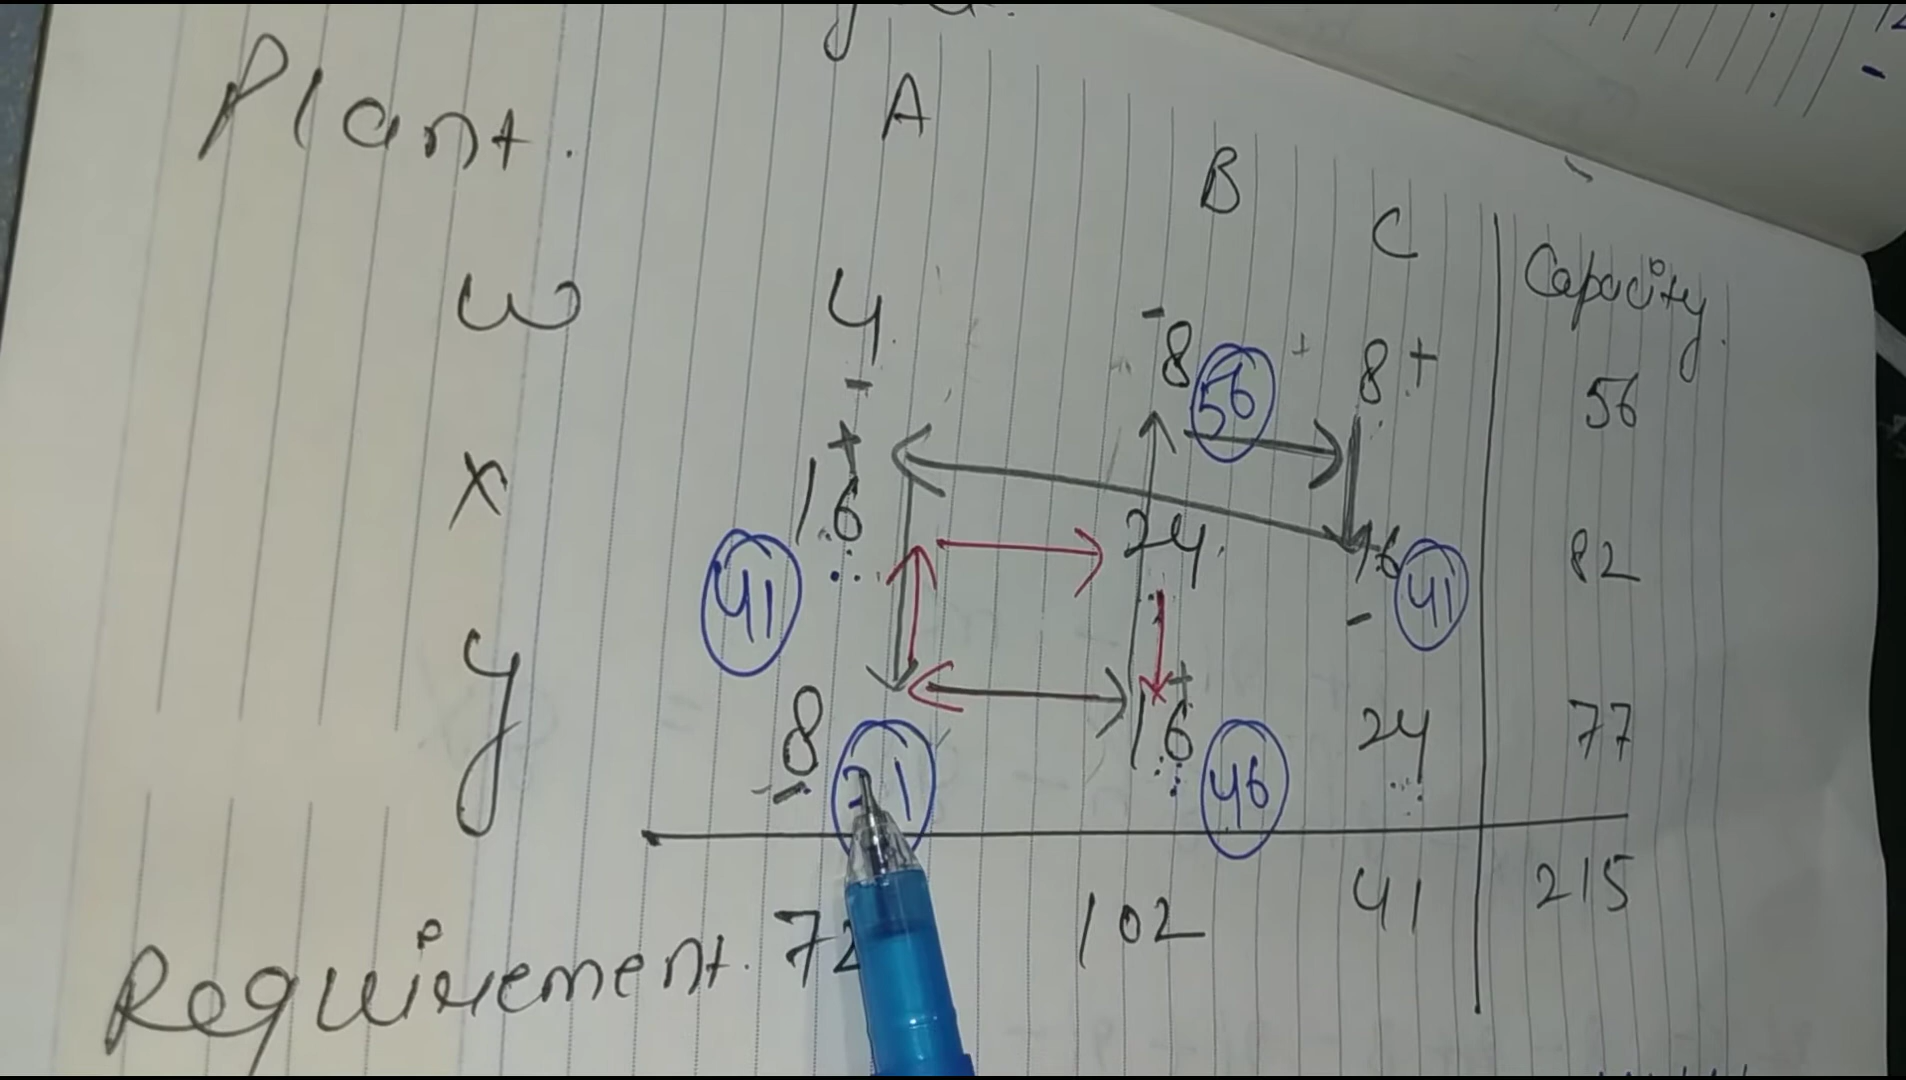 Plant. A B C Capacity
W 4 - -8 56 + 8+ 56
X +16 41 24 16 - 41 82
Y 8 - 31 +16 46 24 77
Requirement. 72 102 41 215